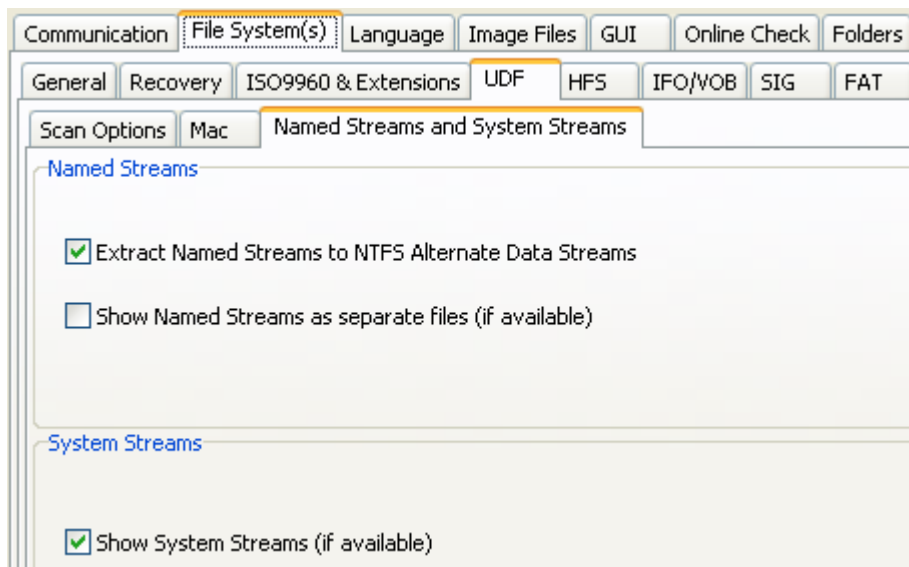 Communication File System(s) Language Image Files GUI Online Check Folders
General Recovery ISO9960 & Extensions UDF HFS IFO/VOB SIG FAT
Scan Options Mac Named Streams and System Streams
Named Streams
Extract Named Streams to NTFS Alternate Data Streams
Show Named Streams as separate files (if available)
System Streams
Show System Streams (if available)